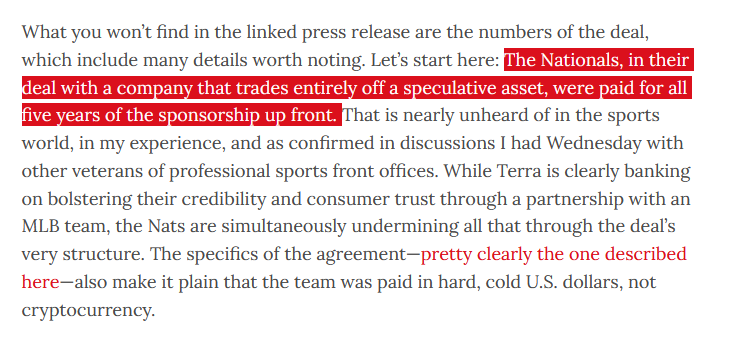 What you won’t find in the linked press release are the numbers of the deal,
which include many details worth noting. Let’s start here: The Nationals, in their
deal with a company that trades entirely off a speculative asset, were paid for all
five years of the sponsorship up front. That is nearly unheard of in the sports
world, in my experience, and as confirmed in discussions I had Wednesday with
other veterans of professional sports front offices. While Terra is clearly banking
on bolstering their credibility and consumer trust through a partnership with an
MLB team, the Nats are simultaneously undermining all that through the deal’s
very structure. The specifics of the agreement—pretty clearly the one described
here—also make it plain that the team was paid in hard, cold U.S. dollars, not
cryptocurrency.